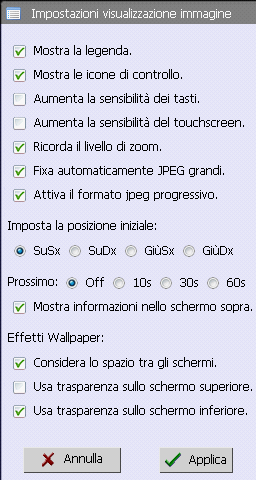 Impostazioni visualizzazione immagine
Mostra la legenda.
Mostra le icone di controllo.
Aumenta la sensibilità dei tasti.
Aumenta la sensibilità del touchscreen.
Ricorda il livello di zoom.
Fixa automaticamente JPEG grandi.
Attiva il formato jpeg progressivo.
Imposta la posizione iniziale:
SuSx SuDx GiùSx GiùDx
Prossimo: Off 10s 30s 60s
Mostra informazioni nello schermo sopra.
Effetti Wallpaper:
Considera lo spazio tra gli schermi.
Usa trasparenza sullo schermo superiore.
Usa trasparenza sullo schermo inferiore.
Annulla Applica